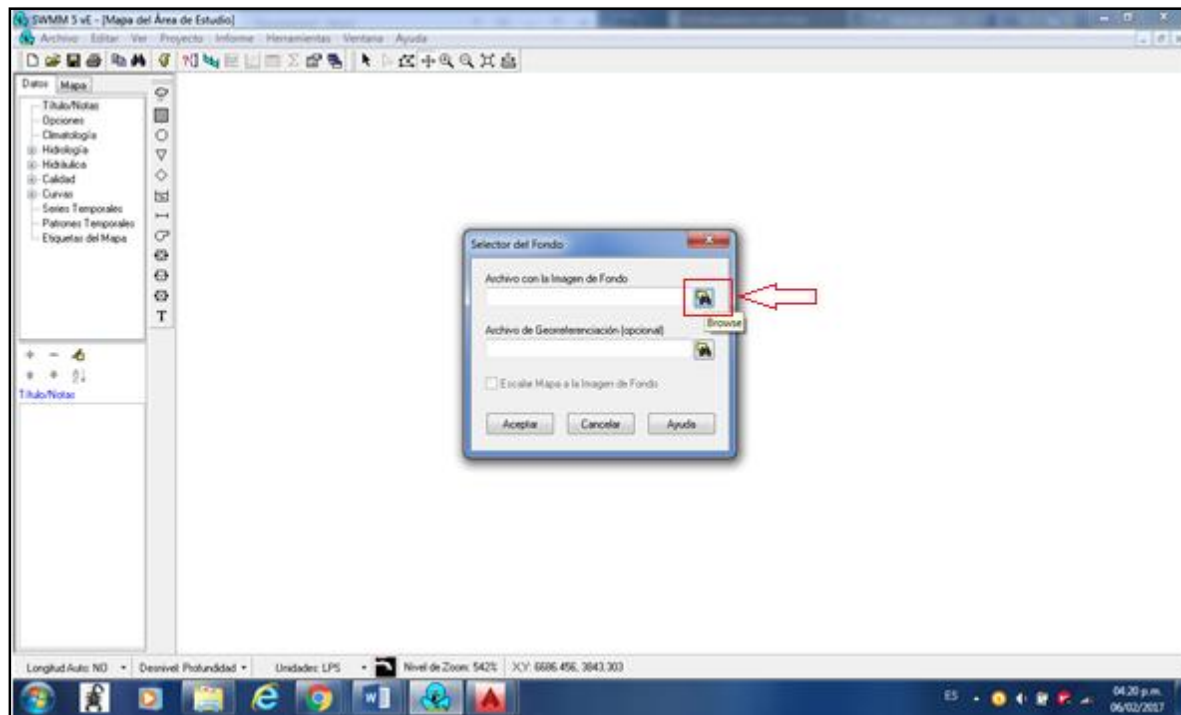 SWMM 5 vE - [Mapa del Área de Estudio]
Archivo Editar Ver Proyecto Informe Herramientas Ventana Ayuda
Datos Mapa
Título/Notas
Opciones
Climatología
Hidrología
Hidráulica
Calidad
Curvas
Series Temporales
Patrones Temporales
Etiquetas del Mapa
T
Título/Notas
Selector del Fondo
Archivo con la Imagen de Fondo
Browse
Archivo de Georeferenciación (opcional)
Escalar Mapa a la Imagen de Fondo
Aceptar Cancelar Ayuda
Longitud Auto: NO Desnivel: Profundidad Unidades: LPS Nivel de Zoom: 542% X,Y: 6686.456, 3843.303
ES 04:20 p.m.
06/02/2017